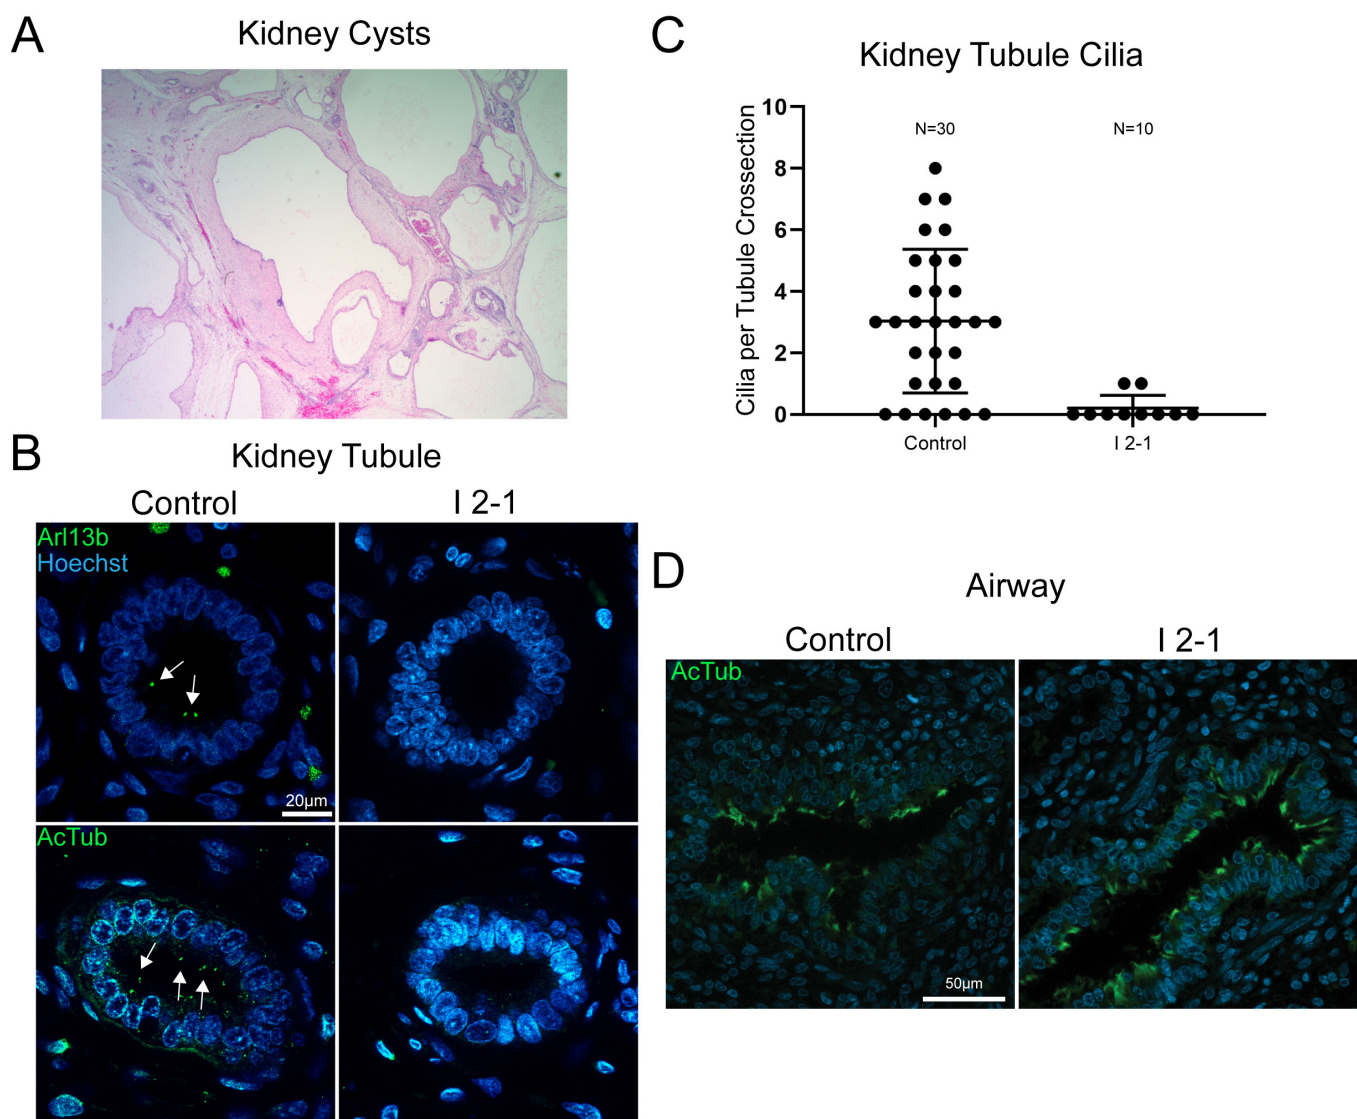 A
Kidney Cysts
B
Kidney Tubule
Control
I 2-1
Arl13b
Hoechst
20µm
AcTub
C
Kidney Tubule Cilia
Cilia per Tubule Crossection
10
8
6
4
2
0
N=30
N=10
Control
I 2-1
D
Airway
Control
I 2-1
AcTub
50µm